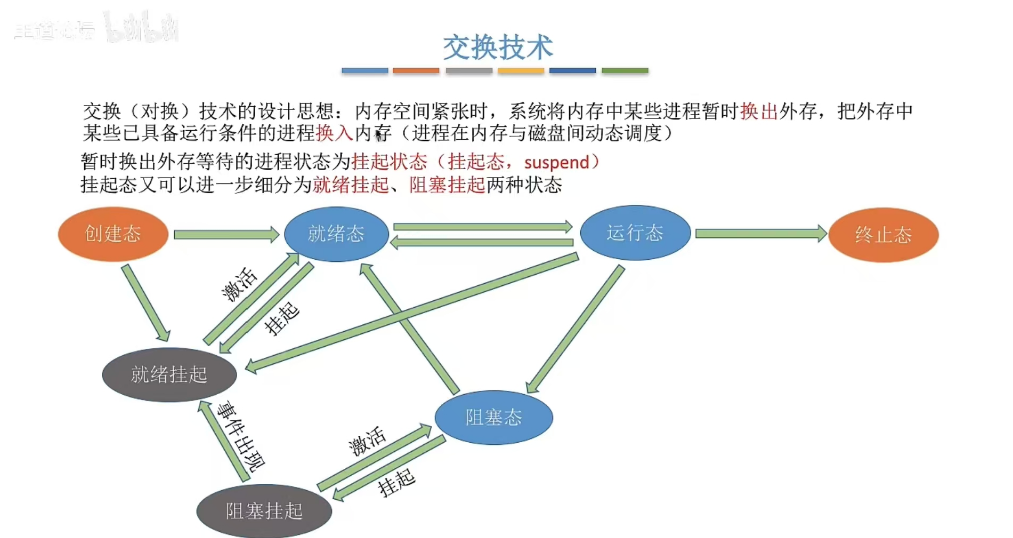 王道论坛 bilibili
交换技术
交换（对换）技术的设计思想：内存空间紧张时，系统将内存中某些进程暂时换出外存，把外存中
某些已具备运行条件的进程换入内存（进程在内存与磁盘间动态调度）
暂时换出外存等待的进程状态为挂起状态（挂起态，suspend）
挂起态又可以进一步细分为就绪挂起、阻塞挂起两种状态
创建态
就绪态
运行态
终止态
激活
挂起
就绪挂起
事件出现
激活
阻塞态
挂起
阻塞挂起